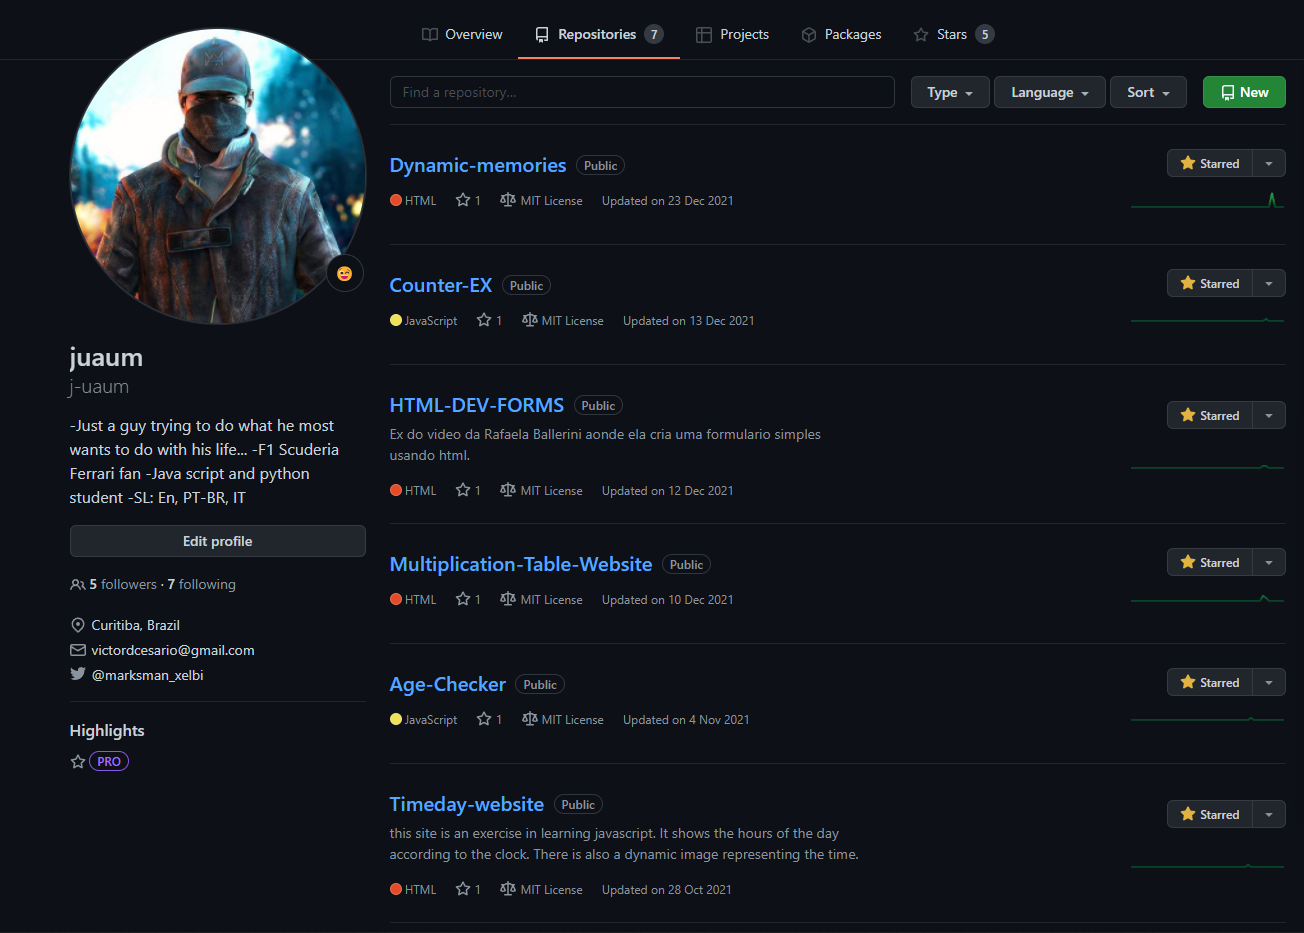 Overview
Repositories 7
Projects
Packages
Stars 5
Find a repository...
Type
Language
Sort
New
juaum
j-uaum
-Just a guy trying to do what he most
wants to do with his life... -F1 Scuderia
Ferrari fan -Java script and python
student -SL: En, PT-BR, IT
Edit profile
5 followers · 7 following
Curitiba, Brazil
victordcesario@gmail.com
@marksman_xelbi
Highlights
PRO
Dynamic-memories Public
Starred
HTML 1 MIT License Updated on 23 Dec 2021
Counter-EX Public
Starred
JavaScript 1 MIT License Updated on 13 Dec 2021
HTML-DEV-FORMS Public
Starred
Ex do video da Rafaela Ballerini aonde ela cria uma formulario simples
usando html.
HTML 1 MIT License Updated on 12 Dec 2021
Multiplication-Table-Website Public
Starred
HTML 1 MIT License Updated on 10 Dec 2021
Age-Checker Public
Starred
JavaScript 1 MIT License Updated on 4 Nov 2021
Timeday-website Public
Starred
this site is an exercise in learning javascript. It shows the hours of the day
according to the clock. There is also a dynamic image representing the time.
HTML 1 MIT License Updated on 28 Oct 2021